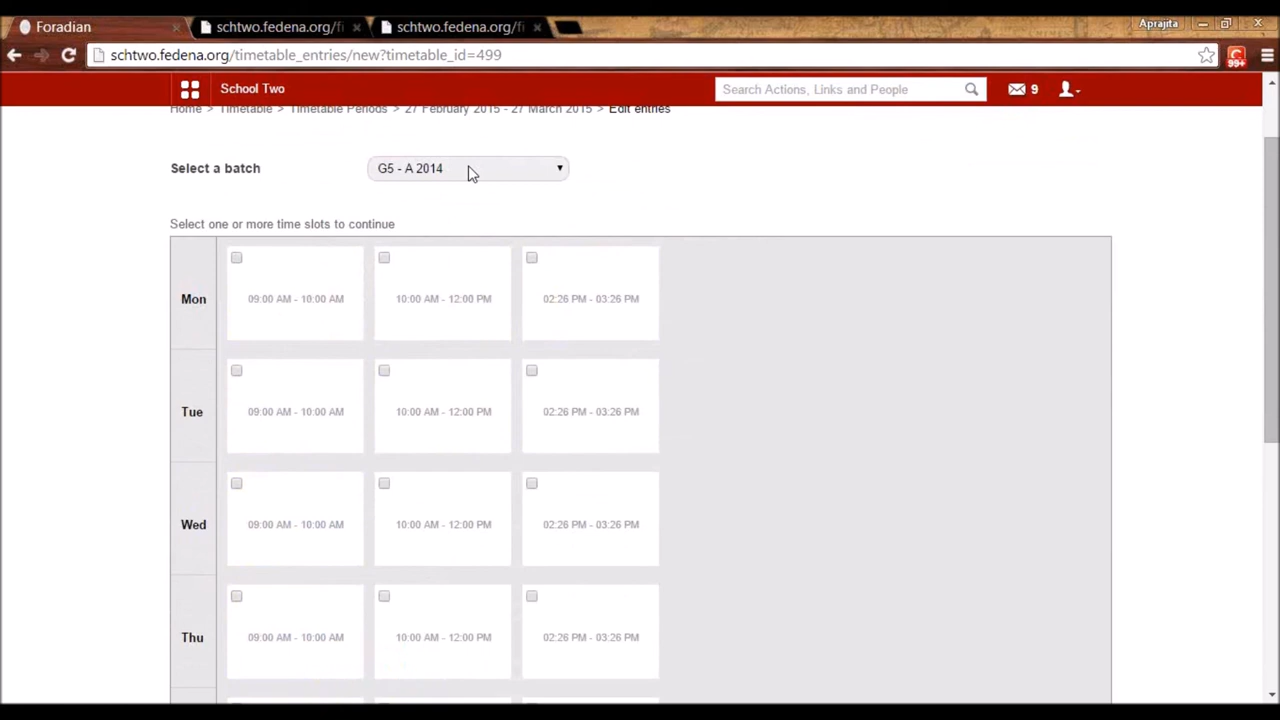 Foradian
schtwo.fedena.org/fi
schtwo.fedena.org/fi
Aprajita
schtwo.fedena.org/timetable_entries/new?timetable_id=499
99+
School Two
Search Actions, Links and People
9
Home > Timetable > Timetable Periods > 27 February 2015 - 27 March 2015 > Edit entries
Select a batch
G5 - A 2014
Select one or more time slots to continue
Mon
09:00 AM - 10:00 AM
10:00 AM - 12:00 PM
02:26 PM - 03:26 PM
Tue
09:00 AM - 10:00 AM
10:00 AM - 12:00 PM
02:26 PM - 03:26 PM
Wed
09:00 AM - 10:00 AM
10:00 AM - 12:00 PM
02:26 PM - 03:26 PM
Thu
09:00 AM - 10:00 AM
10:00 AM - 12:00 PM
02:26 PM - 03:26 PM